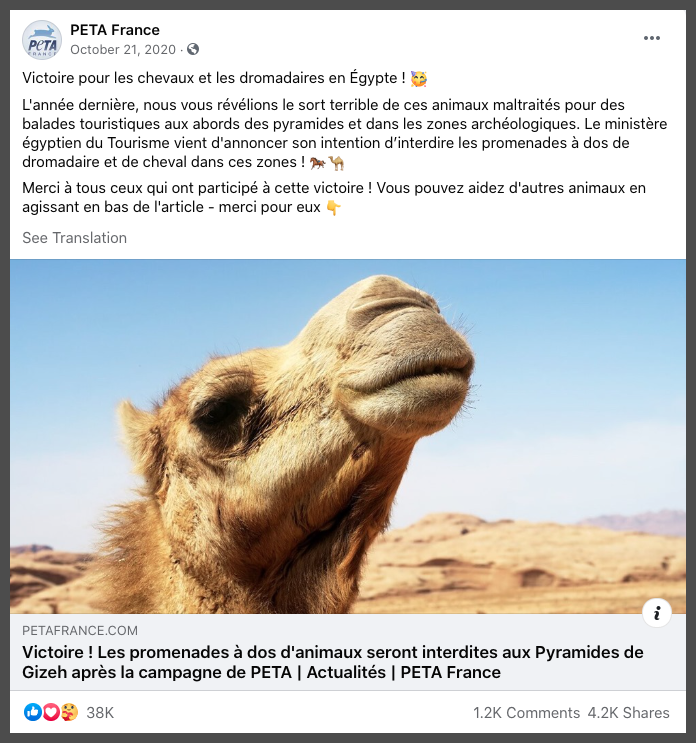 PETA France
October 21, 2020 ·
PeTA
FRANCE
Victoire pour les chevaux et les dromadaires en Égypte ! 🥰
L'année dernière, nous vous révélions le sort terrible de ces animaux maltraités pour des
balades touristiques aux abords des pyramides et dans les zones archéologiques. Le ministère
égyptien du Tourisme vient d'annoncer son intention d’interdire les promenades à dos de
dromadaire et de cheval dans ces zones ! 🐎🐪
Merci à tous ceux qui ont participé à cette victoire ! Vous pouvez aidez d'autres animaux en
agissant en bas de l'article - merci pour eux 👇
See Translation
i
PETAFRANCE.COM
Victoire ! Les promenades à dos d'animaux seront interdites aux Pyramides de
Gizeh après la campagne de PETA | Actualités | PETA France
38K
1.2K Comments 4.2K Shares